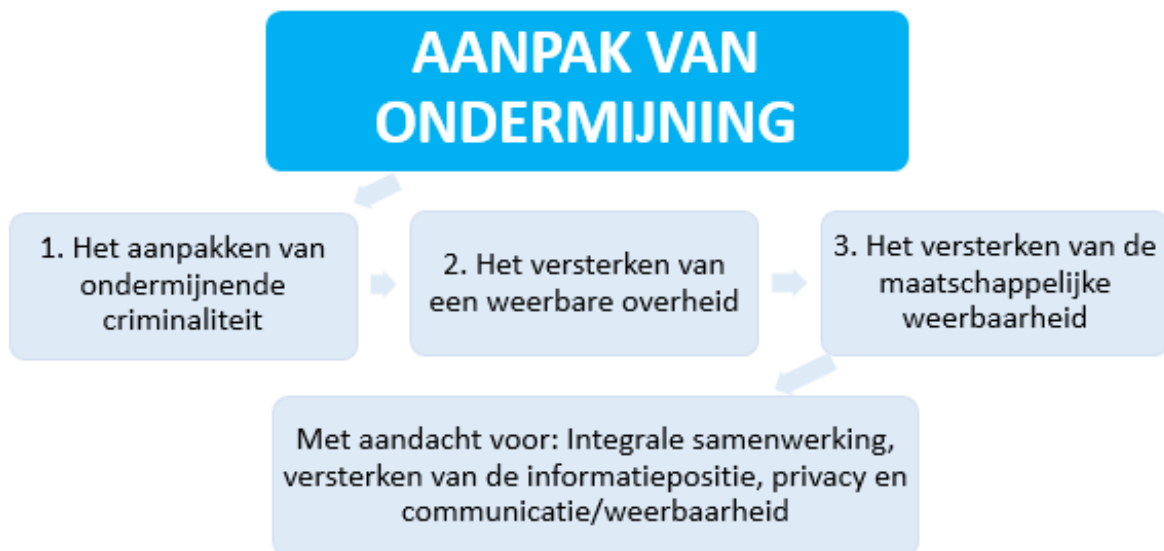 AANPAK VAN
ONDERMIJNING
1. Het aanpakken van
ondermijnende
criminaliteit
2. Het versterken van
een weerbare overheid
3. Het versterken van de
maatschappelijke
weerbaarheid
Met aandacht voor: Integrale samenwerking,
versterken van de informatiepositie, privacy en
communicatie/weerbaarheid